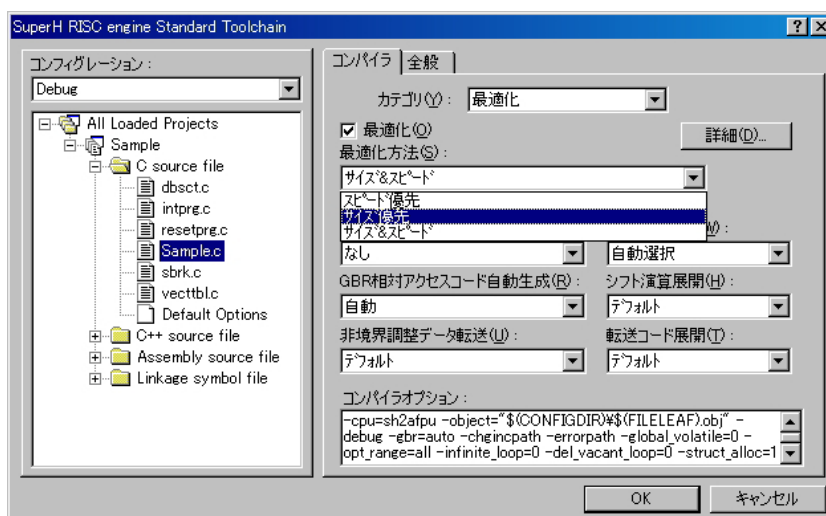 SuperH RISC engine Standard Toolchain
コンフィグレーション :
Debug
All Loaded Projects
Sample
C source file
dbsct.c
intprg.c
resetprg.c
Sample.c
sbrk.c
vecttbl.c
Default Options
C++ source file
Assembly source file
Linkage symbol file
コンパイラ
全般
カテゴリ(Y) :
最適化
最適化(O)
詳細(D)...
最適化方法(S) :
サイズ&スピード
スピード優先
サイズ優先
サイズ&スピード
) :
なし
自動選択
GBR相対アクセスコード自動生成(R) :
シフト演算展開(H) :
自動
デフォルト
非境界調整データ転送(U) :
転送コード展開(T) :
デフォルト
デフォルト
コンパイラオプション :
-cpu=sh2afpu -object="$(CONFIGDIR)¥$(FILELEAF).obj" -
debug -gbr=auto -chgincpath -errorpath -global_volatile=0 -
opt_range=all -infinite_loop=0 -del_vacant_loop=0 -struct_alloc=1
OK
キャンセル